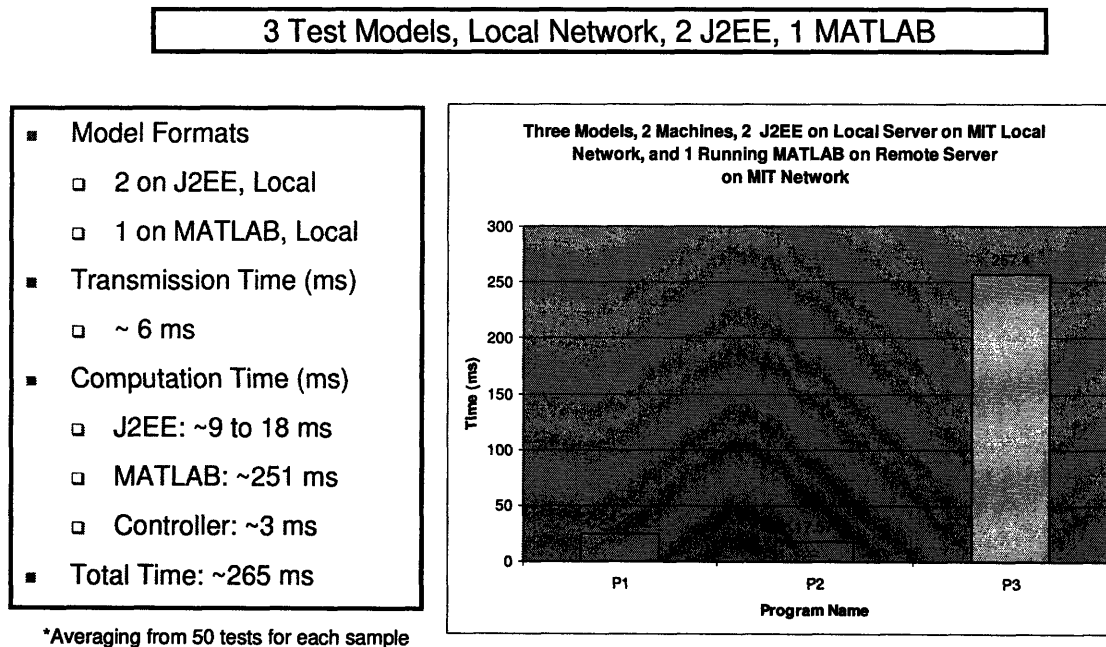 3 Test Models, Local Network, 2 J2EE, 1 MATLAB
Model Formats
2 on J2EE, Local
1 on MATLAB, Local
Transmission Time (ms)
~ 6 ms
Computation Time (ms)
J2EE: ~9 to 18 ms
MATLAB: ~251 ms
Controller: ~3 ms
Total Time: ~265 ms
*Averaging from 50 tests for each sample
Three Models, 2 Machines, 2 J2EE on Local Server on MIT Local
Network, and 1 Running MATLAB on Remote Server
on MIT Network
300
250
200
150
100
50
0
Time (ms)
P1
P2
P3
Program Name